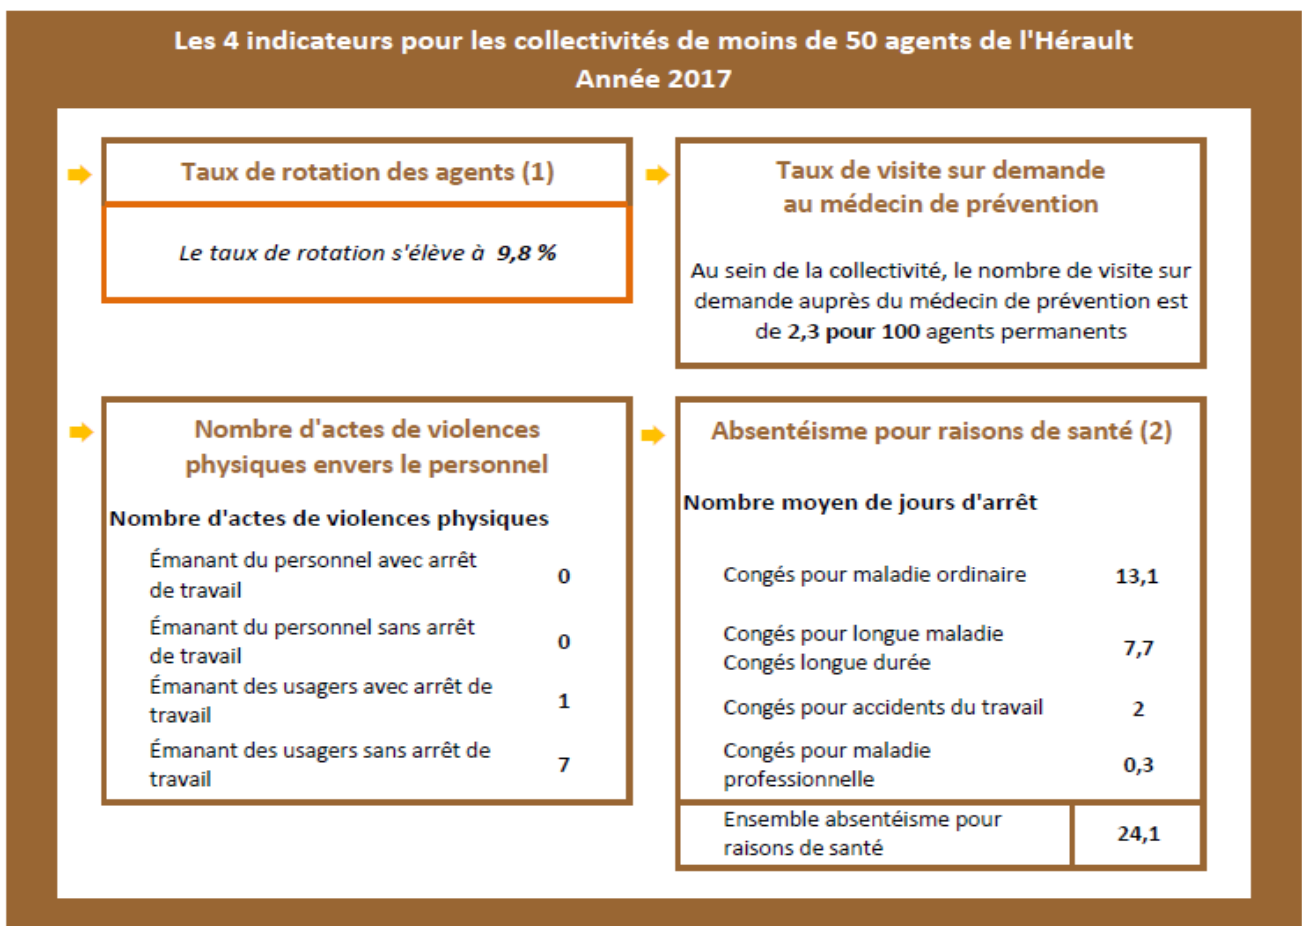 Les 4 indicateurs pour les collectivités de moins de 50 agents de l'Hérault
Année 2017
Taux de rotation des agents (1)
Le taux de rotation s'élève à 9,8 %
Taux de visite sur demande
au médecin de prévention
Au sein de la collectivité, le nombre de visite sur
demande auprès du médecin de prévention est
de 2,3 pour 100 agents permanents
Nombre d'actes de violences
physiques envers le personnel
Nombre d'actes de violences physiques
Émanant du personnel avec arrêt
de travail
0
Émanant du personnel sans arrêt
de travail
0
Émanant des usagers avec arrêt de
travail
1
Émanant des usagers sans arrêt de
travail
7
Absentéisme pour raisons de santé (2)
Nombre moyen de jours d'arrêt
Congés pour maladie ordinaire 13,1
Congés pour longue maladie
Congés longue durée
7,7
Congés pour accidents du travail 2
Congés pour maladie
professionnelle
0,3
Ensemble absentéisme pour
raisons de santé
24,1